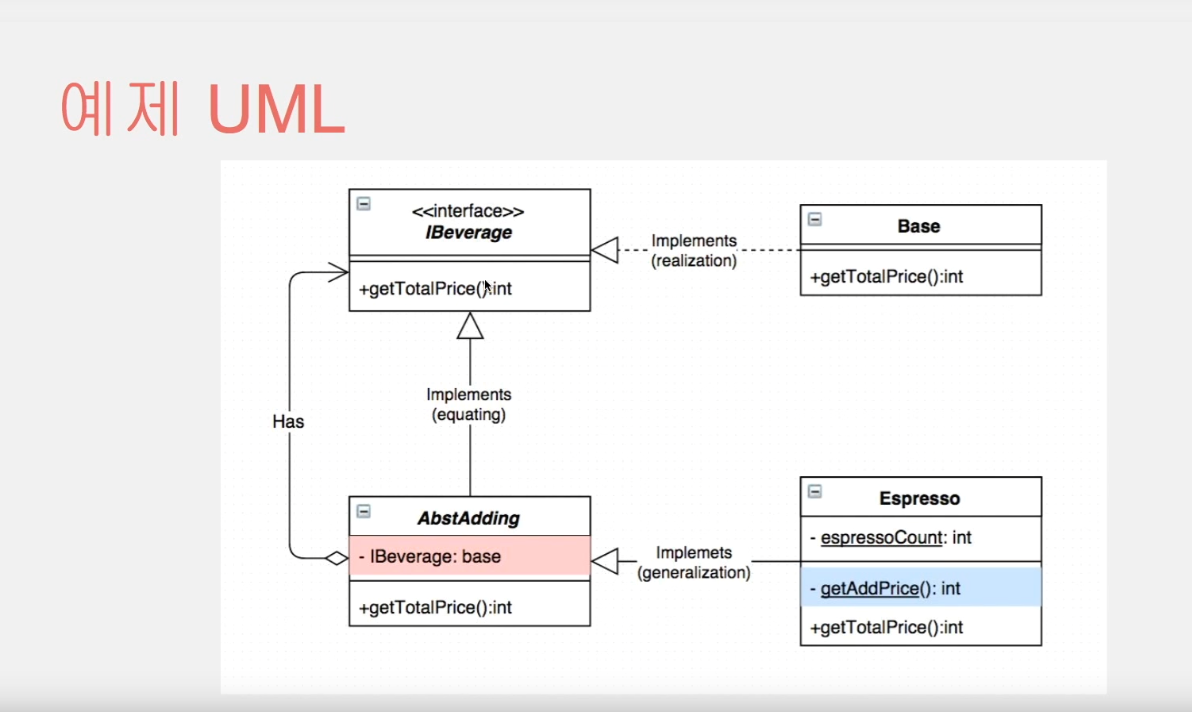 예제 UML
<<interface>>
IBeverage
+getTotalPrice():int
Implements
(realization)
Base
+getTotalPrice():int
Implements
(equating)
Has
AbstAdding
- IBeverage: base
+getTotalPrice():int
Implemets
(generalization)
Espresso
- espressoCount: int
- getAddPrice(): int
+getTotalPrice():int